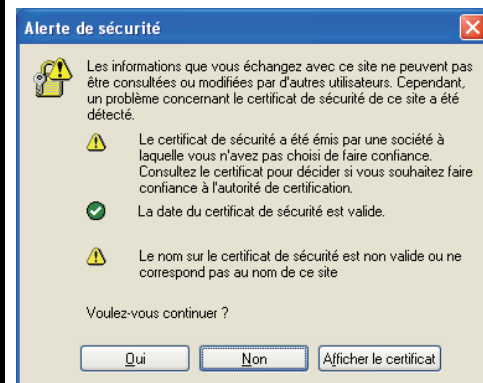 Alerte de sécurité
Les informations que vous échangez avec ce site ne peuvent pas
être consultées ou modifiées par d'autres utilisateurs. Cependant,
un problème concernant le certificat de sécurité de ce site a été
détecté.
Le certificat de sécurité a été émis par une société à
laquelle vous n'avez pas choisi de faire confiance.
Consultez le certificat pour décider si vous souhaitez faire
confiance à l'autorité de certification.
La date du certificat de sécurité est valide.
Le nom sur le certificat de sécurité est non valide ou ne
correspond pas au nom de ce site
Voulez-vous continuer ?
Oui Non Afficher le certificat